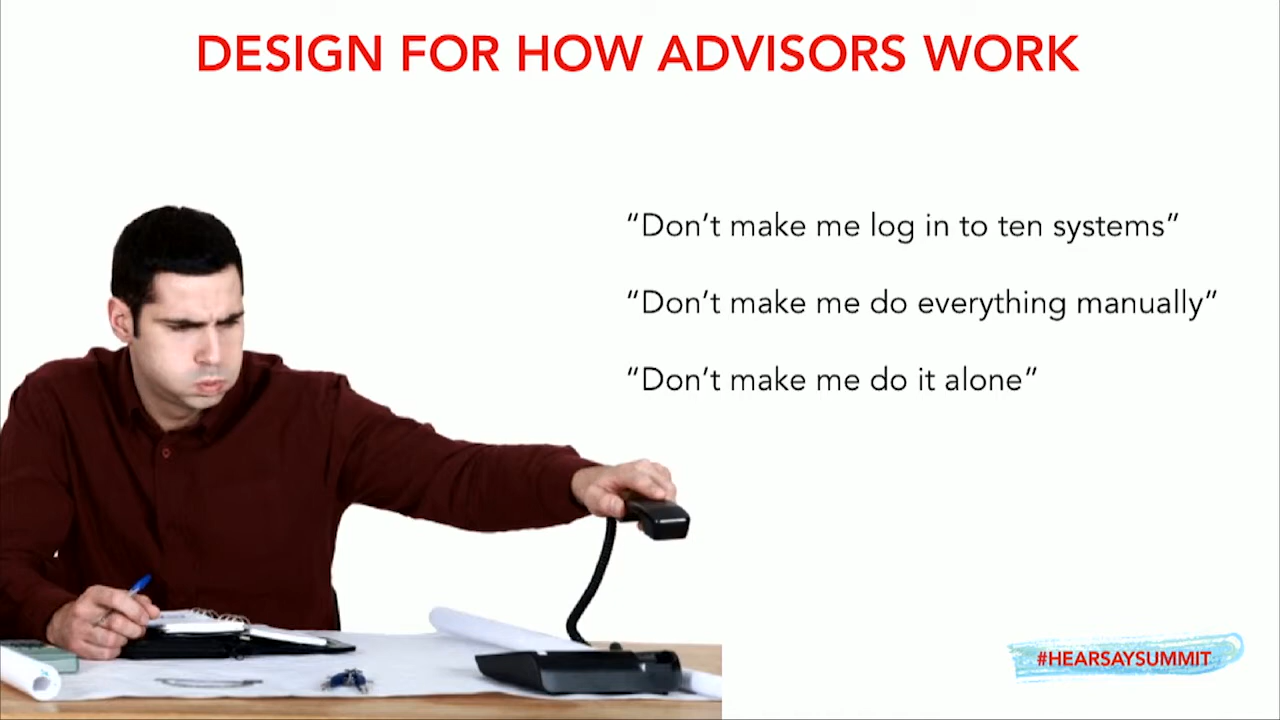 DESIGN FOR HOW ADVISORS WORK
“Don’t make me log in to ten systems”
“Don’t make me do everything manually”
“Don’t make me do it alone”
#HEARSAYSUMMIT